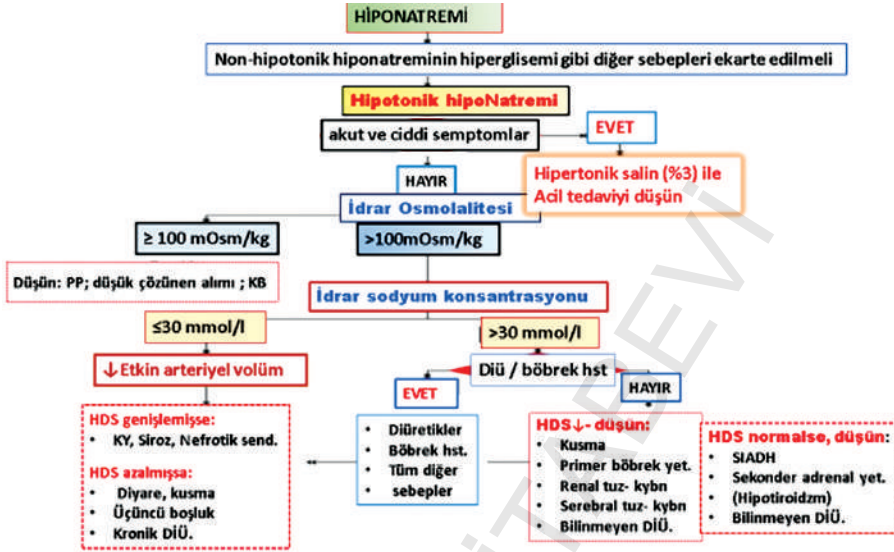 HİPONATREMİ
Non-hipotonik hiponatreminin hiperglisemi gibi diğer sebepleri ekarte edilmeli
Hipotonik hipoNatremi
akut ve ciddi semptomlar
EVET
Hipertonik salin (%3) ile
Acil tedaviyi düşün
HAYIR
İdrar Osmolalitesi
≥ 100 mOsm/kg
>100mOsm/kg
Düşün: PP; düşük çözünen alımı ; KB
İdrar sodyum konsantrasyonu
≤30 mmol/l
>30 mmol/l
↓Etkin arteriyel volüm
Diü / böbrek hst
EVET
HAYIR
HDS genişlemişse:
• KY, Siroz, Nefrotik send.
HDS azalmışsa:
• Diyare, kusma
• Üçüncü boşluk
• Kronik DİÜ.
• Diüretikler
• Böbrek hst.
• Tüm diğer
• sebepler
HDS↓- düşün:
• Kusma
• Primer böbrek yet.
• Renal tuz- kybn
• Serebral tuz- kybn
• Bilinmeyen DİÜ.
HDS normalse, düşün:
• SIADH
• Sekonder adrenal yet.
• (Hipotiroidzm)
• Bilinmeyen DİÜ.
KİTABEVİ